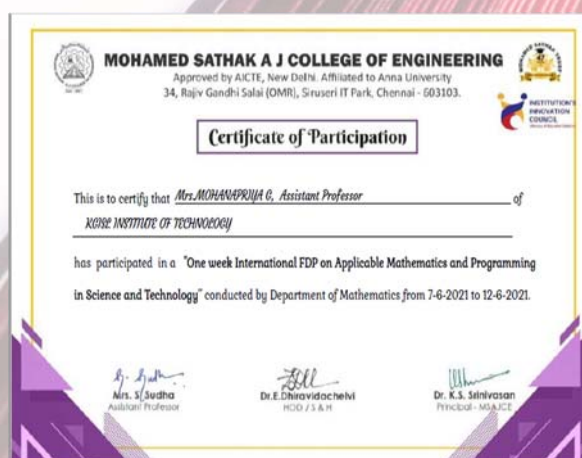 MOHAMED SATHAK A J COLLEGE OF ENGINEERING
Approved by AICTE, New Delhi. Affiliated to Anna University
34, Rajiv Gandhi Salai (OMR), Siruseri IT Park, Chennai - 603103.
INSTITUTION'S
INNOVATION
COUNCIL
Certificate of Participation
This is to certify that Mrs.MOHANAPRIYA G, Assistant Professor of
KGISL INSTITUTE OF TECHNOLOGY
has participated in a "One week International FDP on Applicable Mathematics and Programming
in Science and Technology" conducted by Department of Mathematics from 7-6-2021 to 12-6-2021.
Mrs. S.Sudha
Assistant Professor
Dr.E.Dhiravidachelvi
HOD / S & H
Dr. K.S. Srinivasan
Principal - MSAJCE